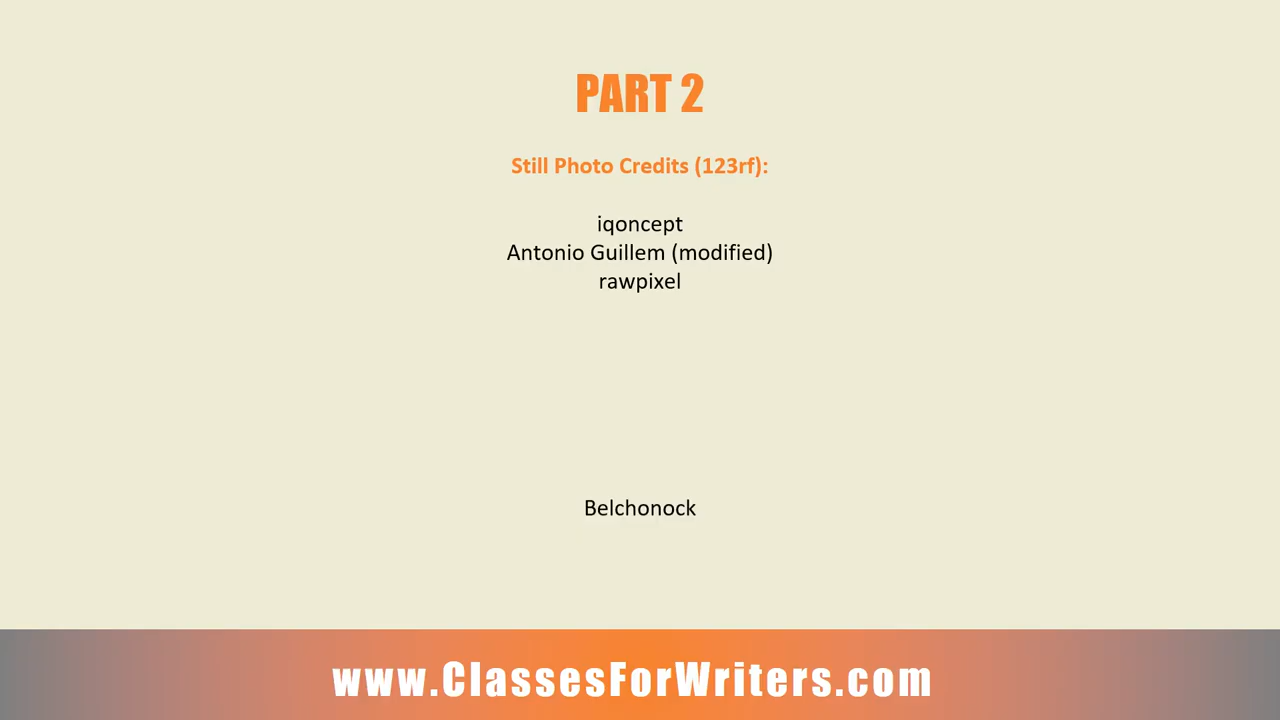 PART 2
Still Photo Credits (123rf):
iqoncept
Antonio Guillem (modified)
rawpixel
Belchonock
www.ClassesForWriters.com